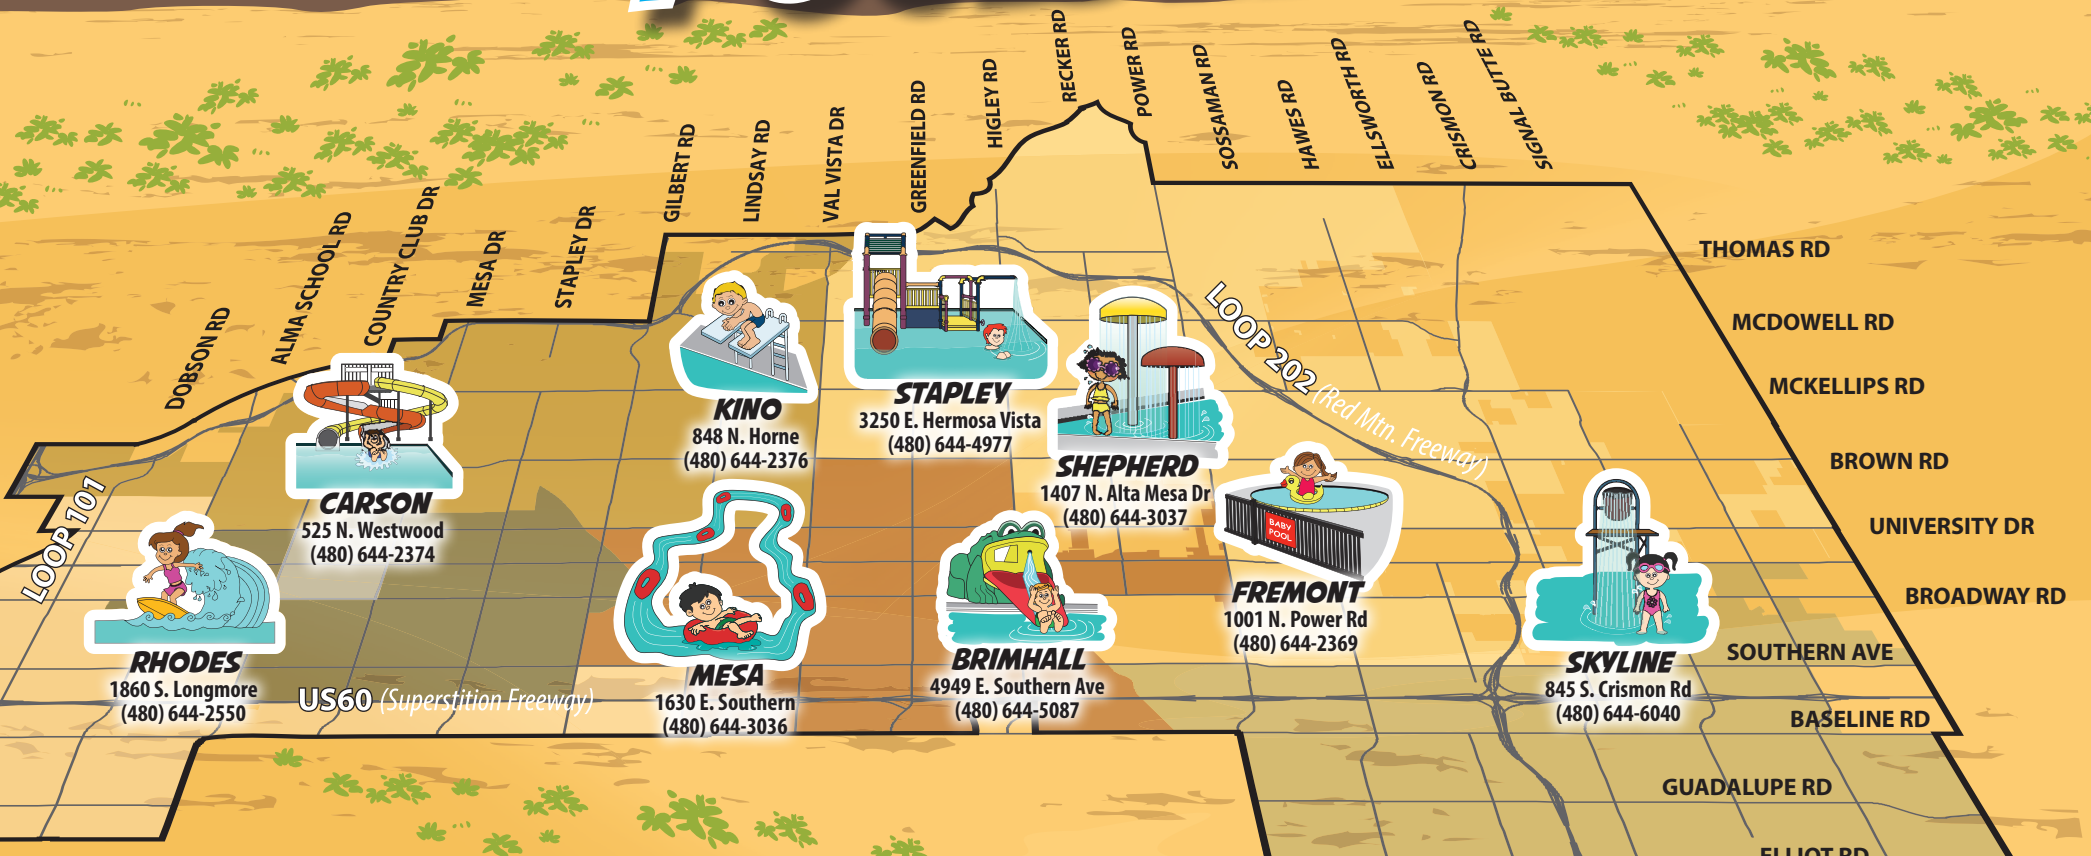 RECKER RD
POWER RD
SIGNAL BUTTE RD
SOSSAMAN RD
HAWES RD
ELLSWORTH RD
CRISMON RD
HIGLEY RD
GREENFIELD RD
VAL VISTA DR
LINDSAY RD
GILBERT RD
STAPLEY DR
MESA DR
COUNTRY CLUB DR
ALMA SCHOOL RD
DOBSON RD
THOMAS RD
MCDOWELL RD
MCKELLIPS RD
BROWN RD
UNIVERSITY DR
BROADWAY RD
SOUTHERN AVE
BASELINE RD
GUADALUPE RD
ELLIOT RD
LOOP 202 (Red Mtn. Freeway)
LOOP 101
US60 (Superstition Freeway)
KINO
848 N. Horne
(480) 644-2376
STAPLEY
3250 E. Hermosa Vista
(480) 644-4977
SHEPHERD
1407 N. Alta Mesa Dr
(480) 644-3037
CARSON
525 N. Westwood
(480) 644-2374
BABY
POOL
FREMONT
1001 N. Power Rd
(480) 644-2369
RHODES
1860 S. Longmore
(480) 644-2550
MESA
1630 E. Southern
(480) 644-3036
BRIMHALL
4949 E. Southern Ave
(480) 644-5087
SKYLINE
845 S. Crismon Rd
(480) 644-6040